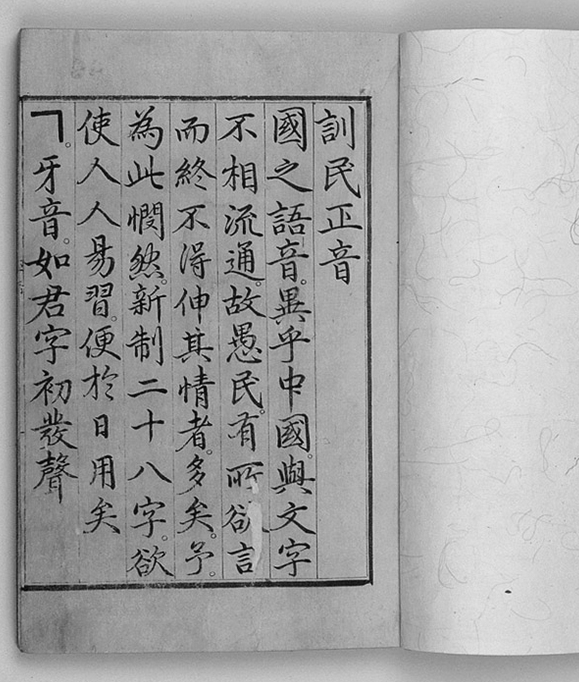 訓民正音
國之語音。異乎中國。與文字
不相流通。故愚民。有所欲言
而終不得伸其情者。多矣。予。
為此憫然。新制二十八字。欲
使人人易習。便於日用矣
ㄱ。牙音。如君字初發聲